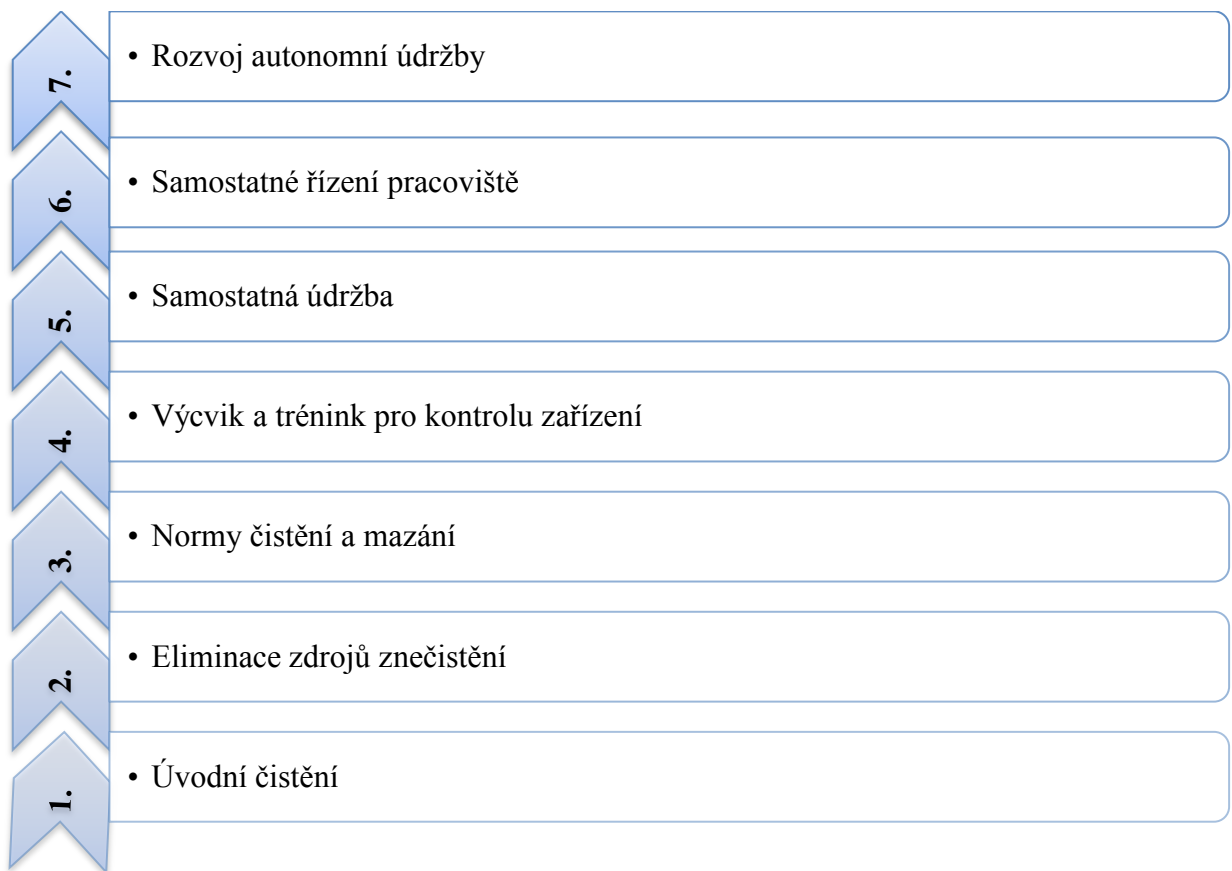 7.
• Rozvoj autonomní údržby
6.
• Samostatné řízení pracoviště
5.
• Samostatná údržba
4.
• Výcvik a trénink pro kontrolu zařízení
3.
• Normy čistění a mazání
2.
• Eliminace zdrojů znečistění
1.
• Úvodní čistění